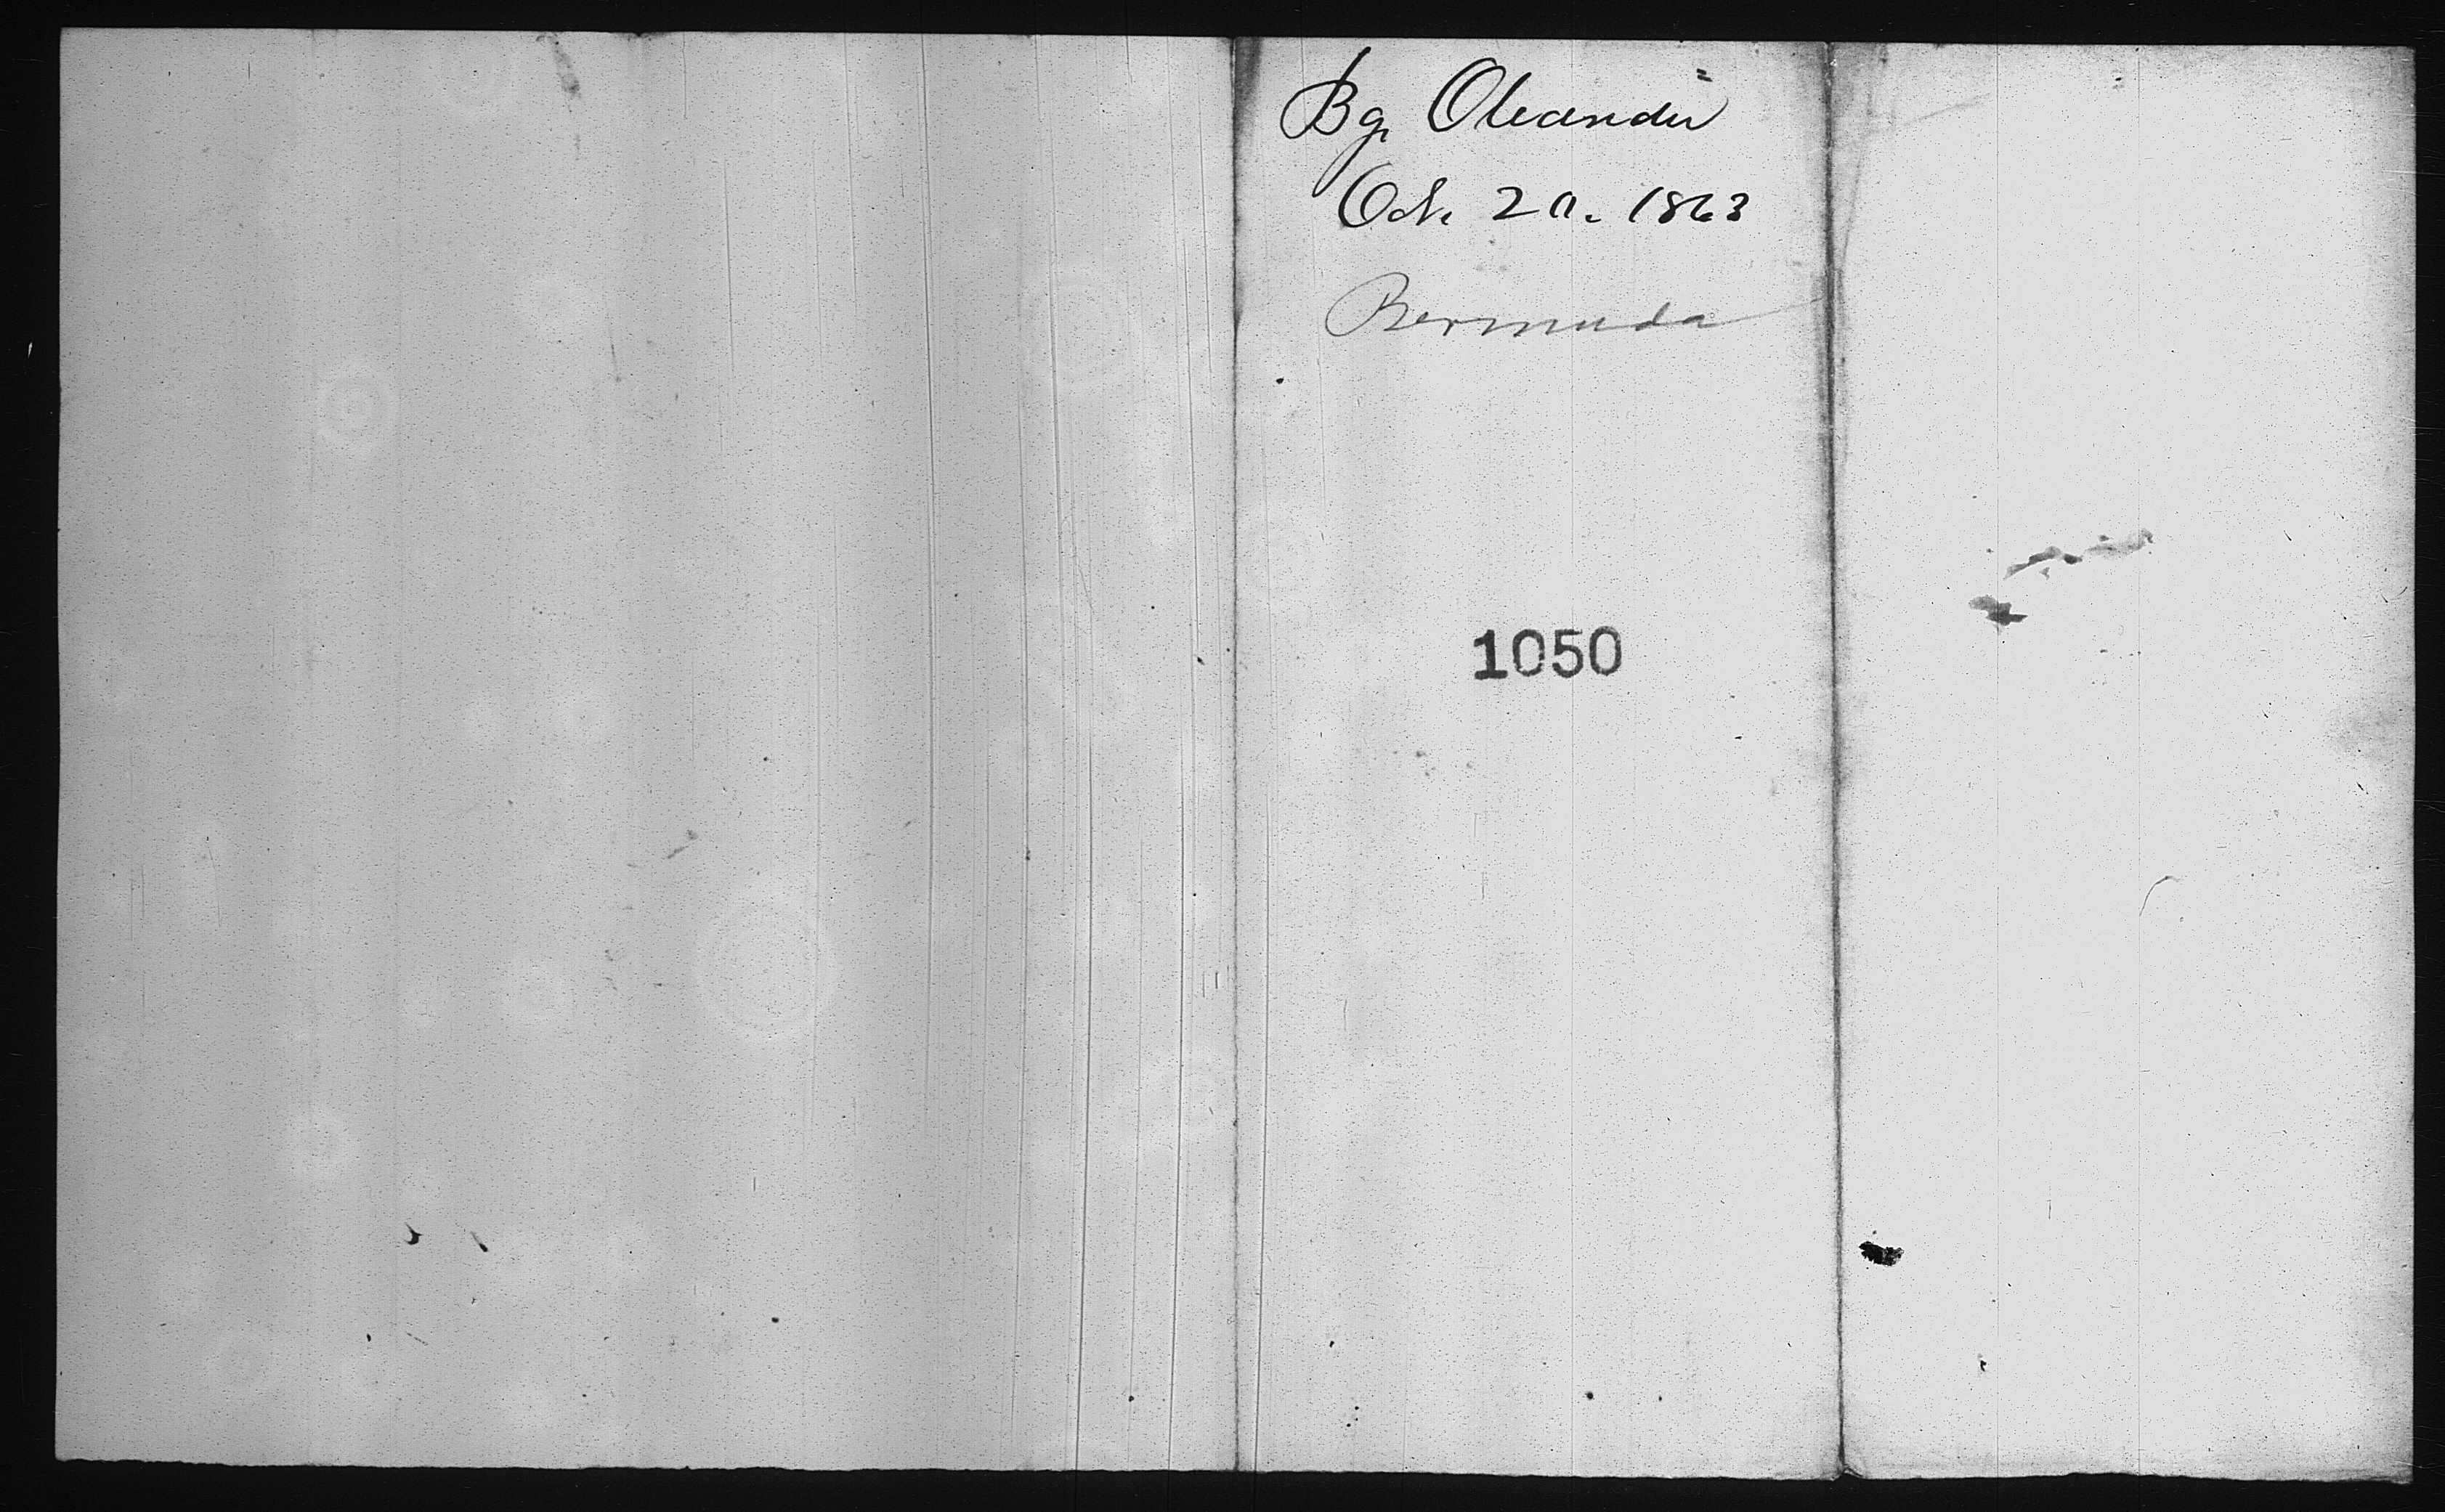 Bg. Oleander
Oct. 20. 1863
Bermuda
1050